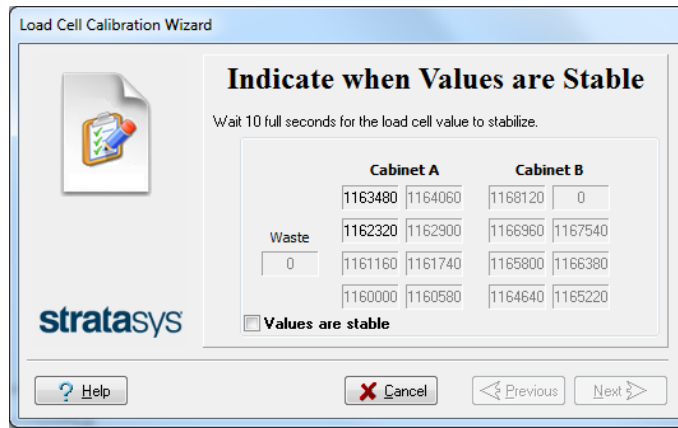 Load Cell Calibration Wizard
Indicate when Values are Stable
Wait 10 full seconds for the load cell value to stabilize.
Cabinet A Cabinet B
1163480 1164060 1168120 0
Waste 1162320 1162900 1166960 1167540
0 1161160 1161740 1165800 1166380
1160000 1160580 1164640 1165220
Values are stable
stratasys
? Help Cancel Previous Next